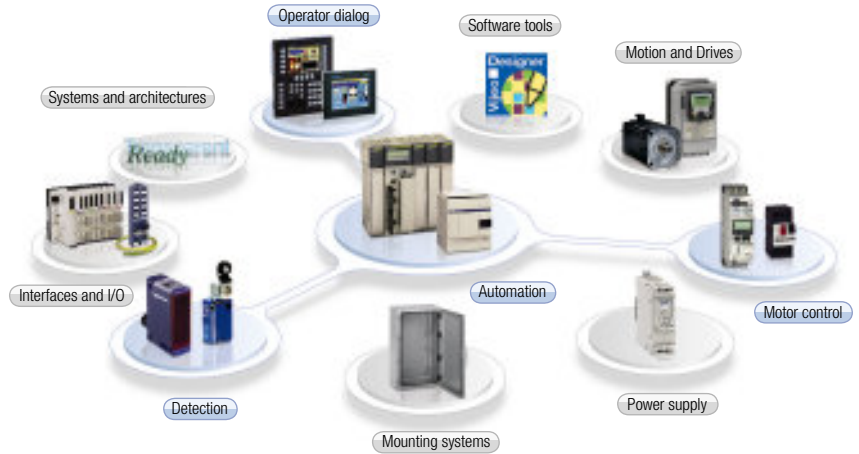 Operator dialog
Software tools
Motion and Drives
Systems and architectures
Designer
Vijeo
Ready
Interfaces and I/O
Automation
Motor control
Detection
Power supply
Mounting systems